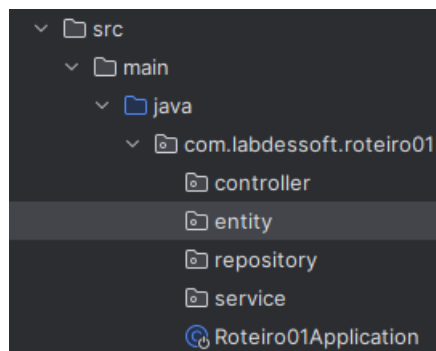 src
main
java
com.labdessoft.roteiro01
controller
entity
repository
service
Roteiro01Application